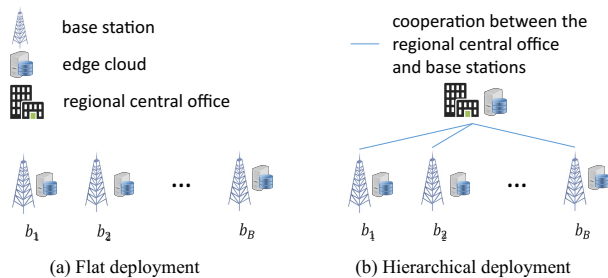 base station
edge cloud
regional central office
cooperation between the
regional central office
and base stations
b1 b2 ... bB
b1 b2 ... bB
(a) Flat deployment
(b) Hierarchical deployment